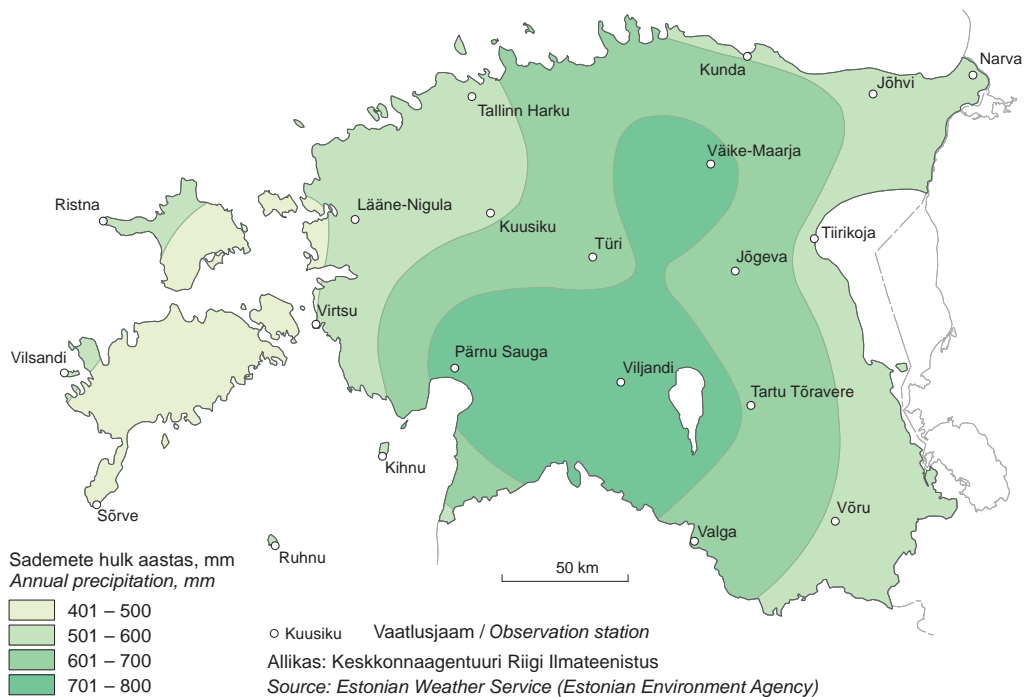 Narva
Kunda
Jõhvi
Tallinn Harku
Väike-Maarja
Ristna
Lääne-Nigula
Kuusiku
Tiirikoja
Türi
Jõgeva
Virtsu
Vilsandi
Pärnu Sauga
Viljandi
Tartu Tõravere
Kihnu
Sõrve
Võru
Valga
Ruhnu
Sademete hulk aastas, mm
Annual precipitation, mm
401 – 500
501 – 600
601 – 700
701 – 800
50 km
Kuusiku Vaatlusjaam / Observation station
Allikas: Keskkonnaagentuuri Riigi Ilmateenistus
Source: Estonian Weather Service (Estonian Environment Agency)